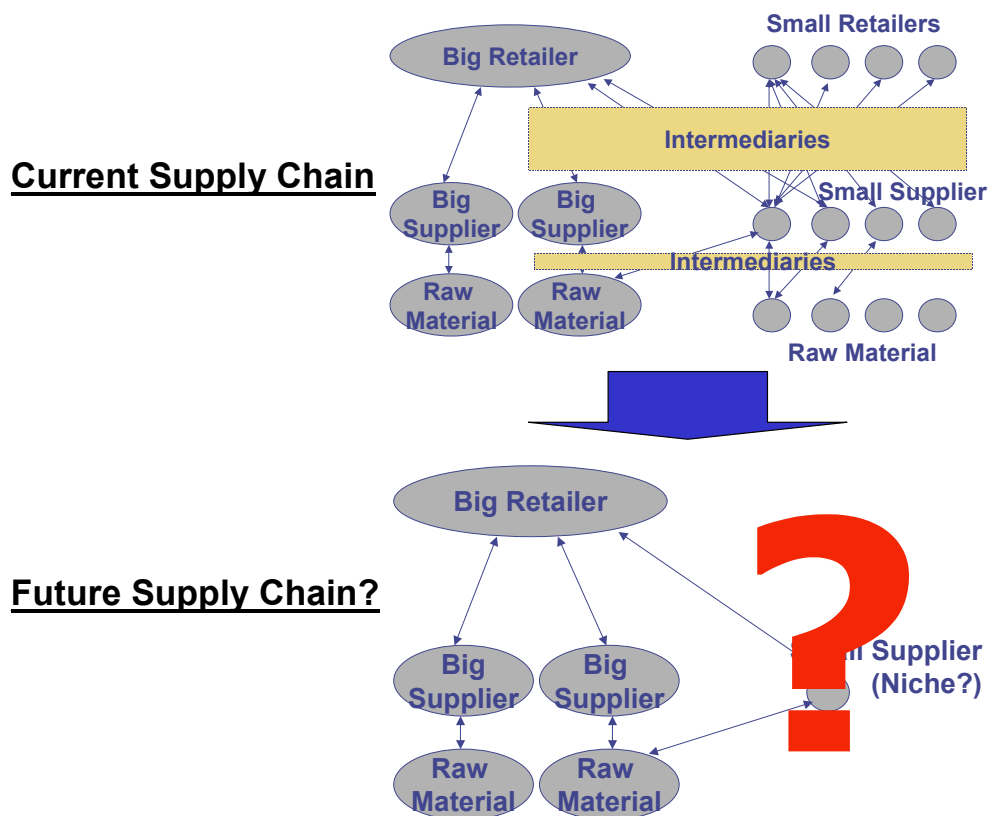 Small Retailers
Big Retailer
Intermediaries
Current Supply Chain
Big
Supplier
Big
Supplier
Small Supplier
Intermediaries
Raw
Material
Raw
Material
Raw Material
Big Retailer
?
Future Supply Chain?
Big
Supplier
Big
Supplier
Supplier
(Niche?)
Raw
Material
Raw
Material